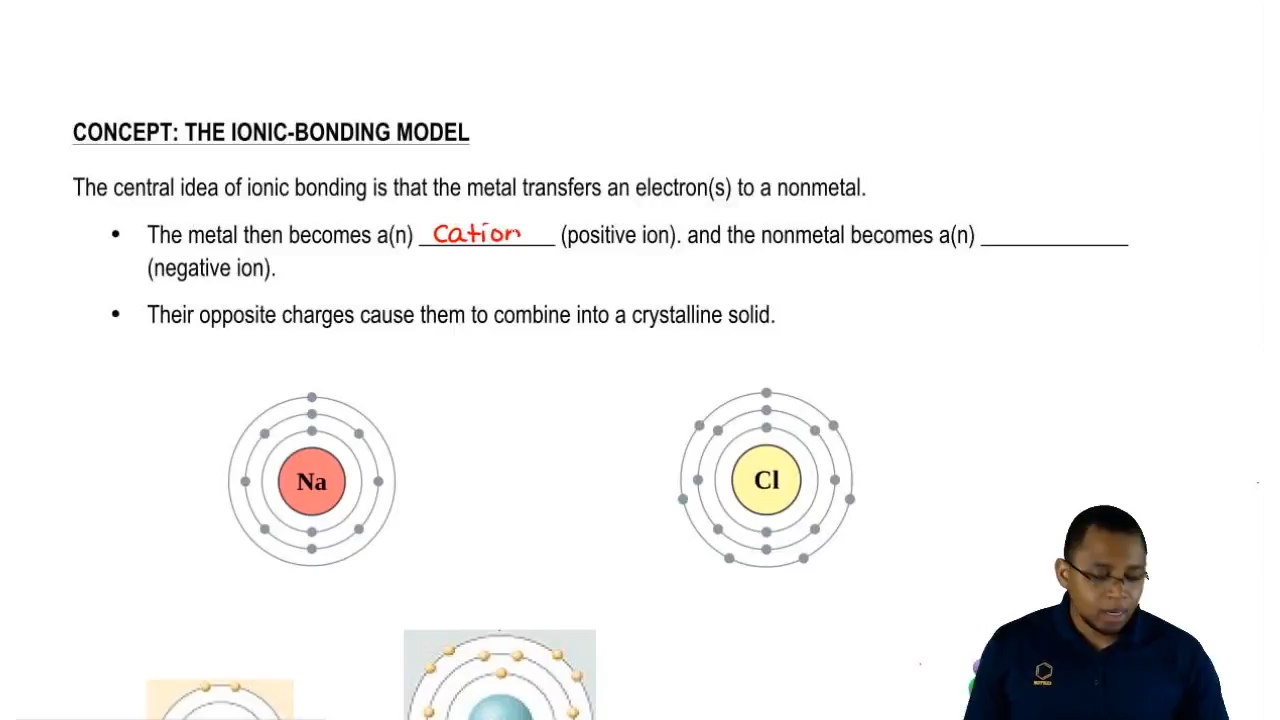 CONCEPT: THE IONIC-BONDING MODEL
The central idea of ionic bonding is that the metal transfers an electron(s) to a nonmetal.
• The metal then becomes a(n) cation (positive ion). and the nonmetal becomes a(n) ____________
(negative ion).
• Their opposite charges cause them to combine into a crystalline solid.
Na
Cl